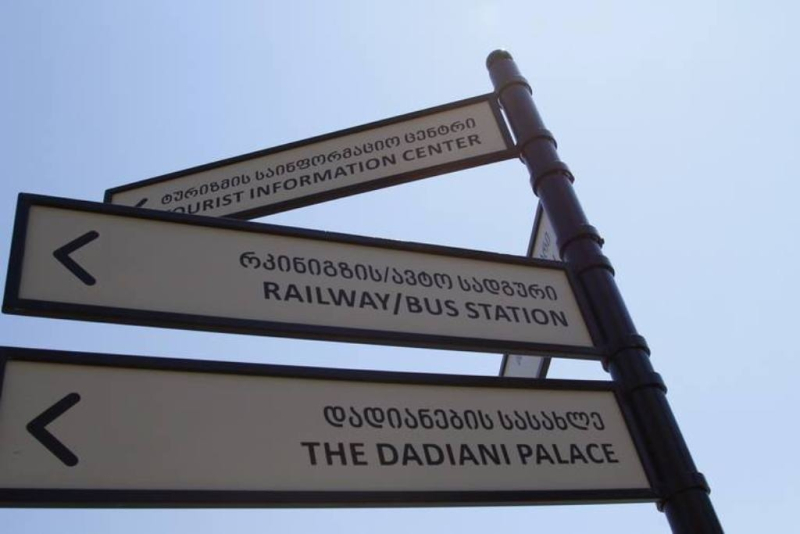 ტურიზმის საინფორმაციო ცენტრი
TOURIST INFORMATION CENTER
რკინიგზის/ავტო სადგური
RAILWAY/BUS STATION
დადიანების სასახლე
THE DADIANI PALACE